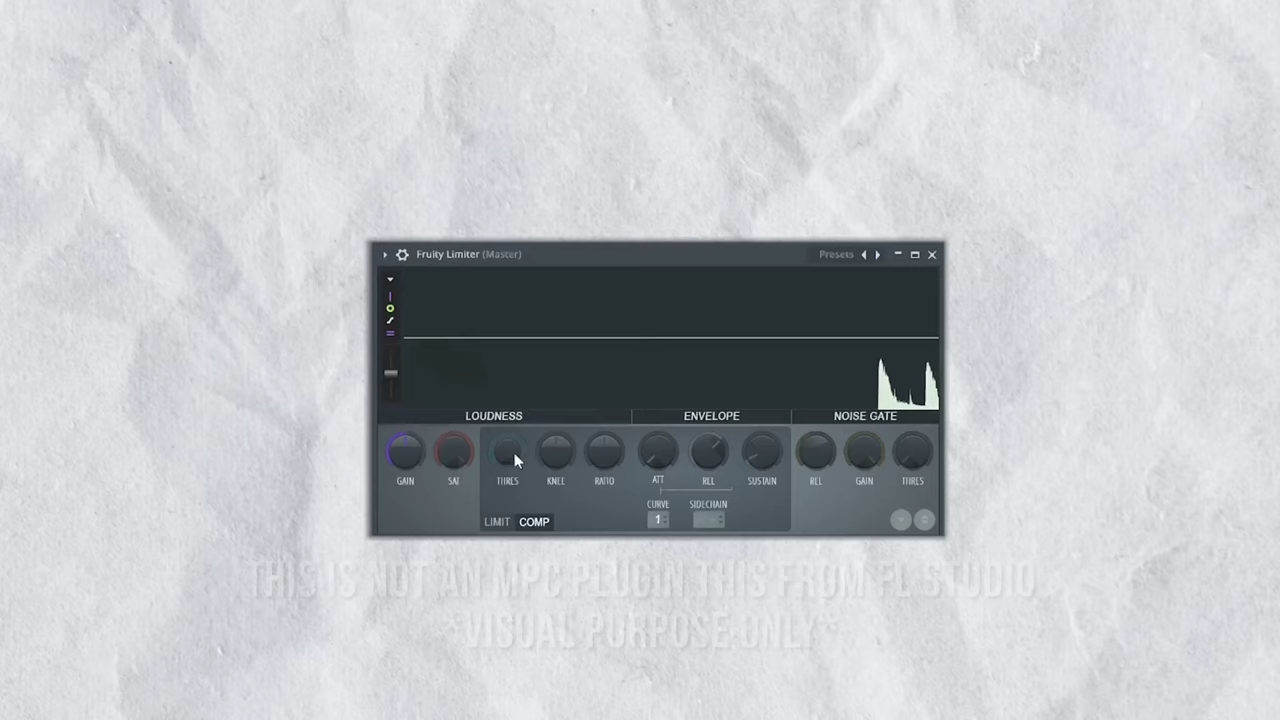 Fruity Limiter (Master) Presets
LOUDNESS ENVELOPE NOISE GATE
GAIN SAT THRES KNEE RATIO ATT REL SUSTAIN REL GAIN THRES
CURVE SIDECHAIN
LIMIT COMP 1
THIS IS NOT AN MPC PLUGIN THIS FROM FL STUDIO
*VISUAL PURPOSE ONLY*